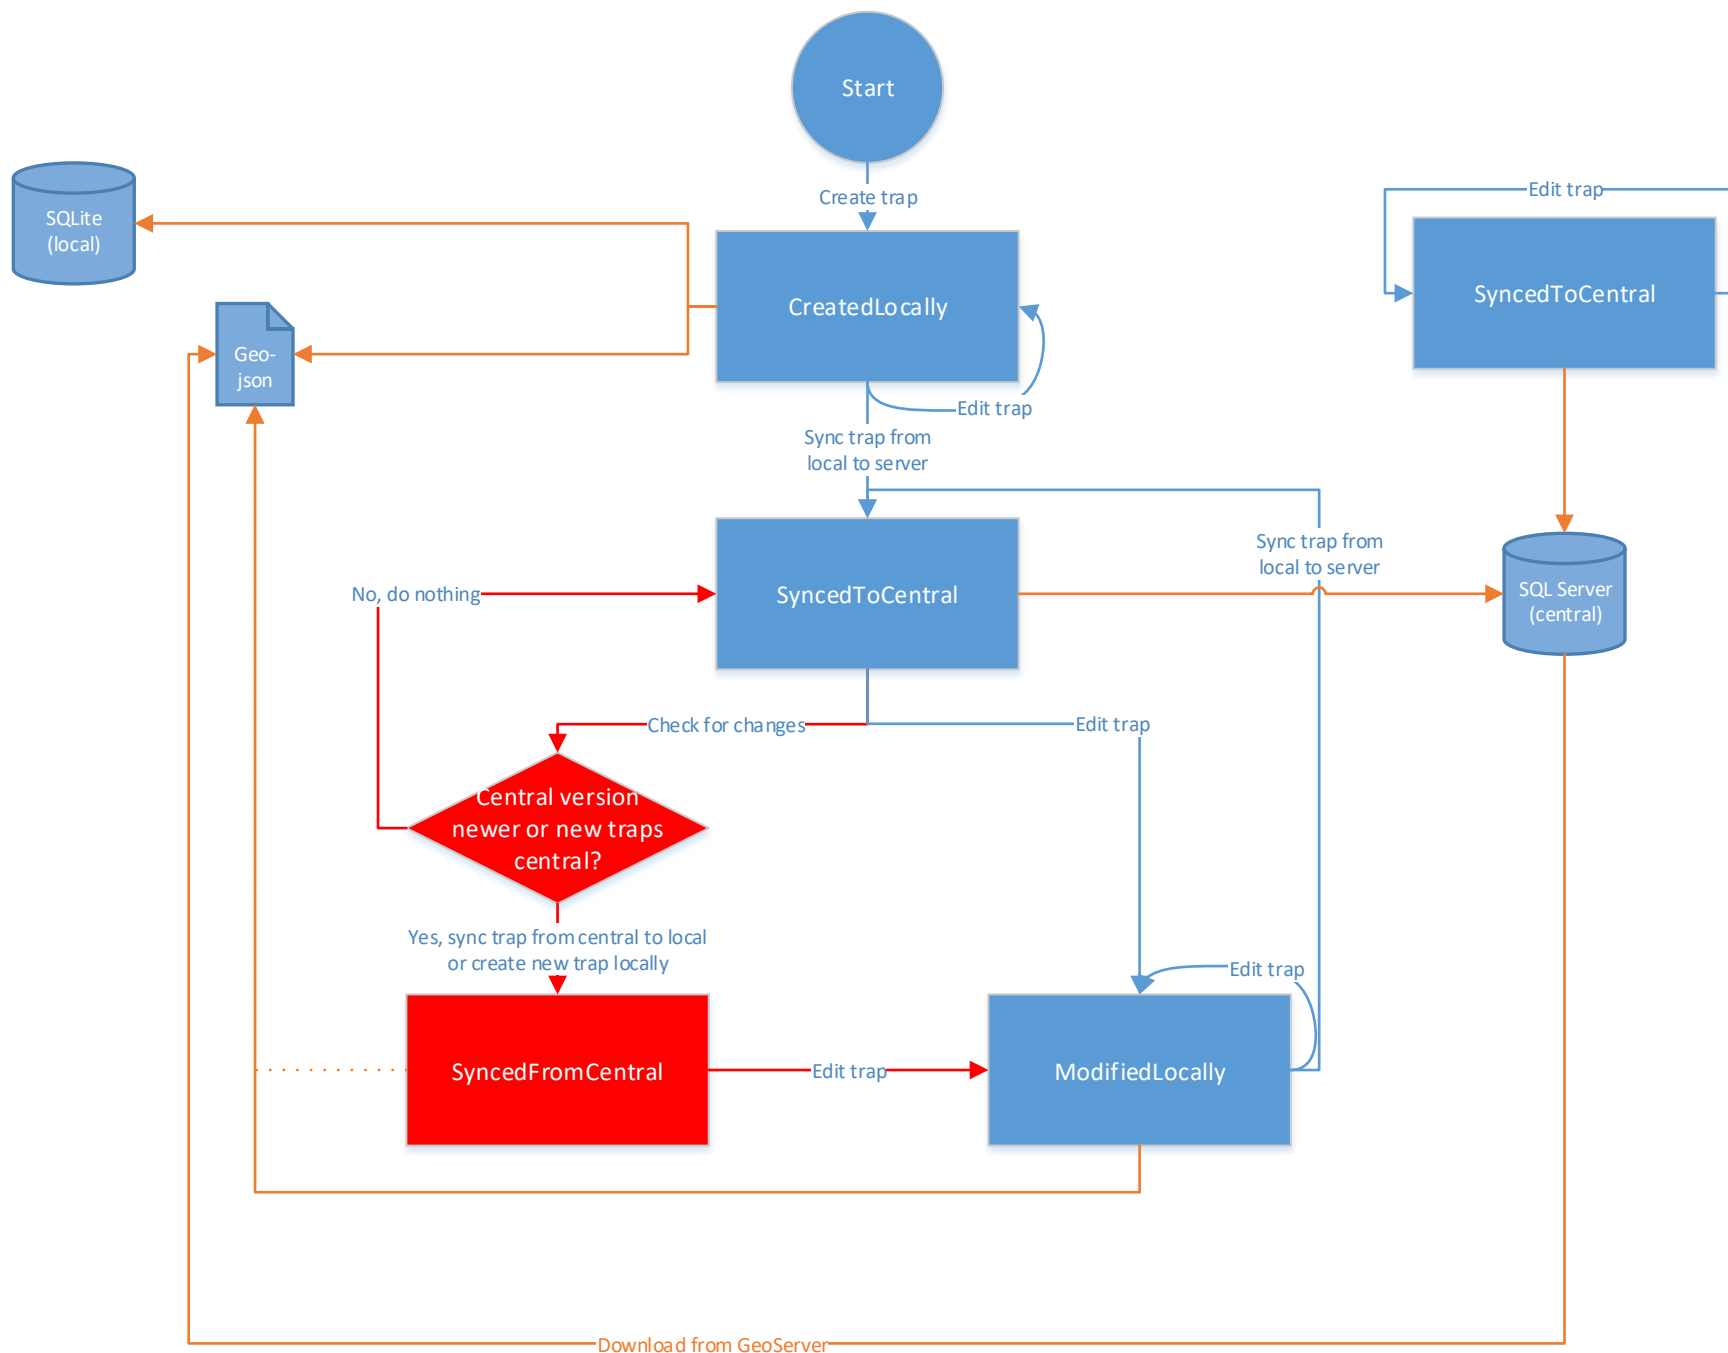 Start
Create trap
Edit trap
SQLite
(local)
CreatedLocally
SyncedToCentral
Geo-
json
Edit trap
Sync trap from
local to server
Sync trap from
local to server
No, do nothing
SyncedToCentral
SQL Server
(central)
Check for changes
Edit trap
Central version
newer or new traps
central?
Yes, sync trap from central to local
or create new trap locally
Edit trap
SyncedFromCentral
Edit trap
ModifiedLocally
Download from GeoServer